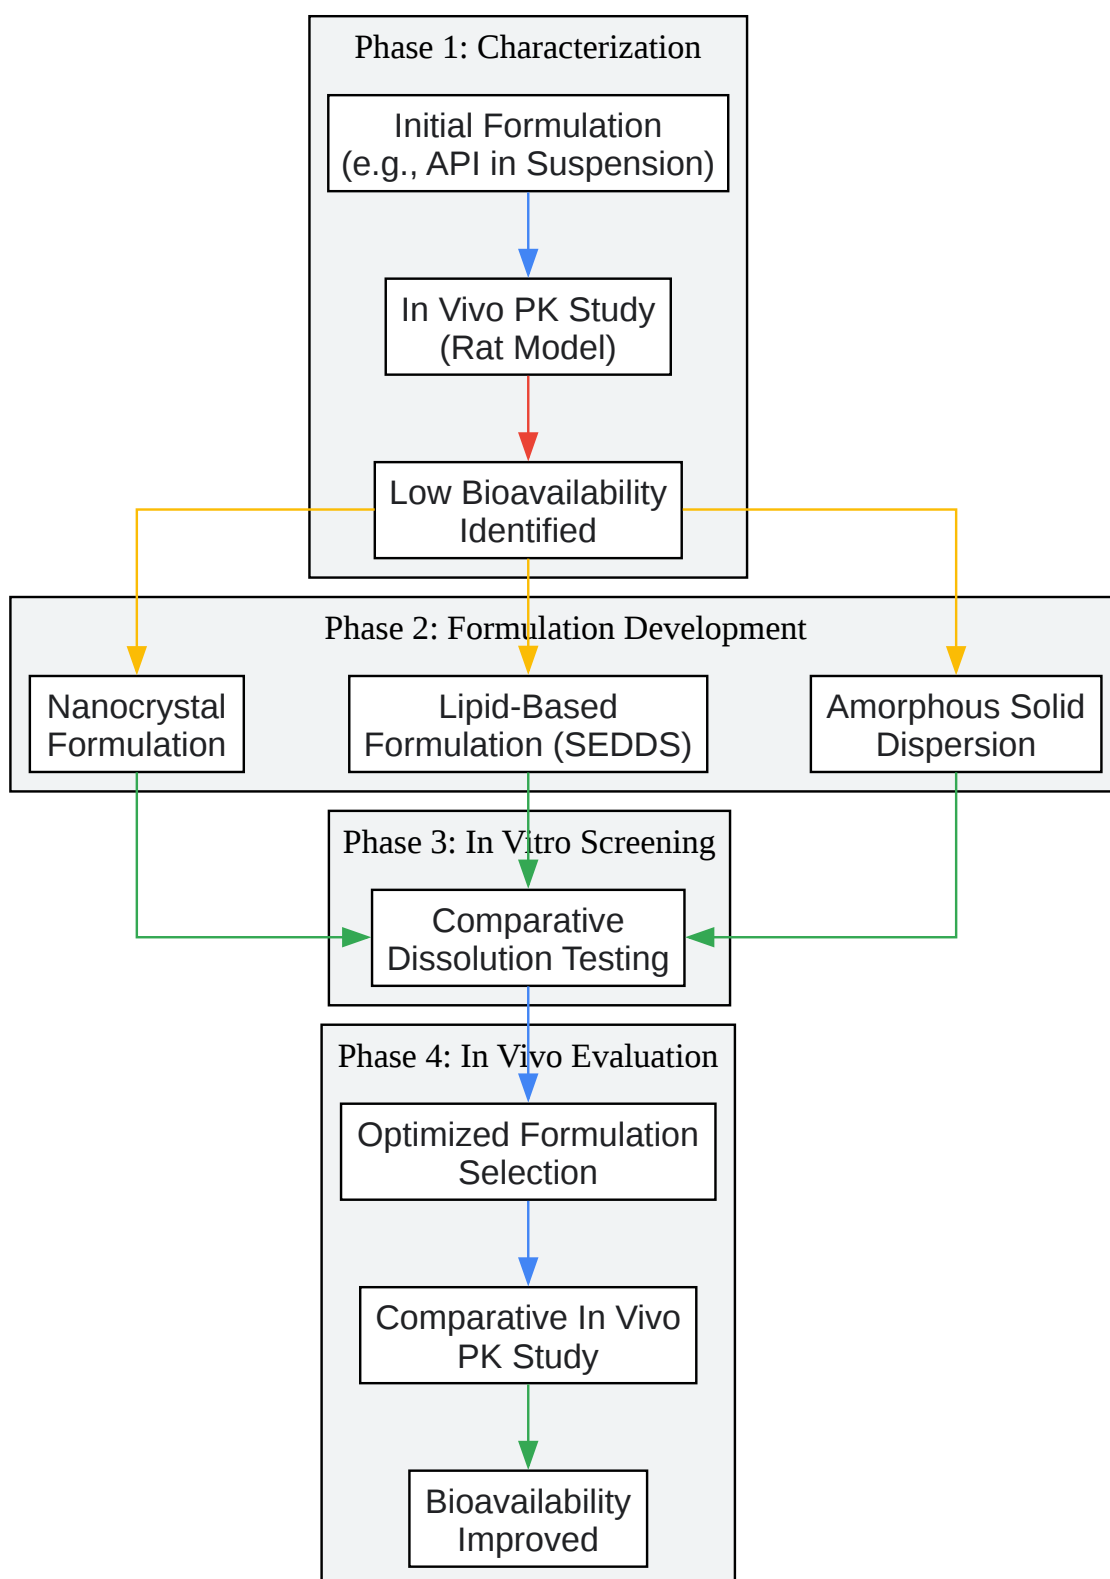 Phase 1: Characterization
Initial Formulation
(e.g., API in Suspension)
In Vivo PK Study
(Rat Model)
Low Bioavailability
Identified
Phase 2: Formulation Development
Nanocrystal
Formulation
Lipid-Based
Formulation (SEDDS)
Amorphous Solid
Dispersion
Phase 3: In Vitro Screening
Comparative
Dissolution Testing
Phase 4: In Vivo Evaluation
Optimized Formulation
Selection
Comparative In Vivo
PK Study
Bioavailability
Improved